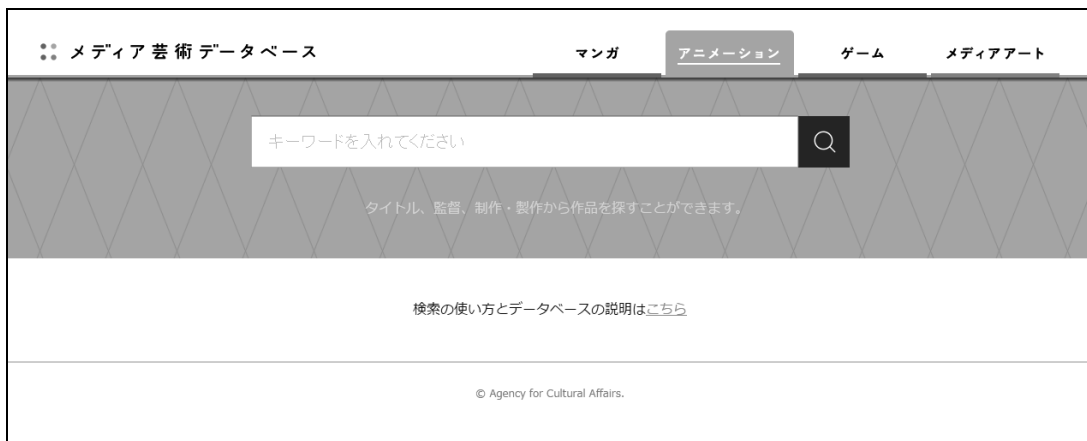 メディア芸術データベース
マンガ アニメーション ゲーム メディアアート
キーワードを入れてください
タイトル、監督、制作・製作から作品を探すことができます。
検索の使い方とデータベースの説明はこちら
© Agency for Cultural Affairs.